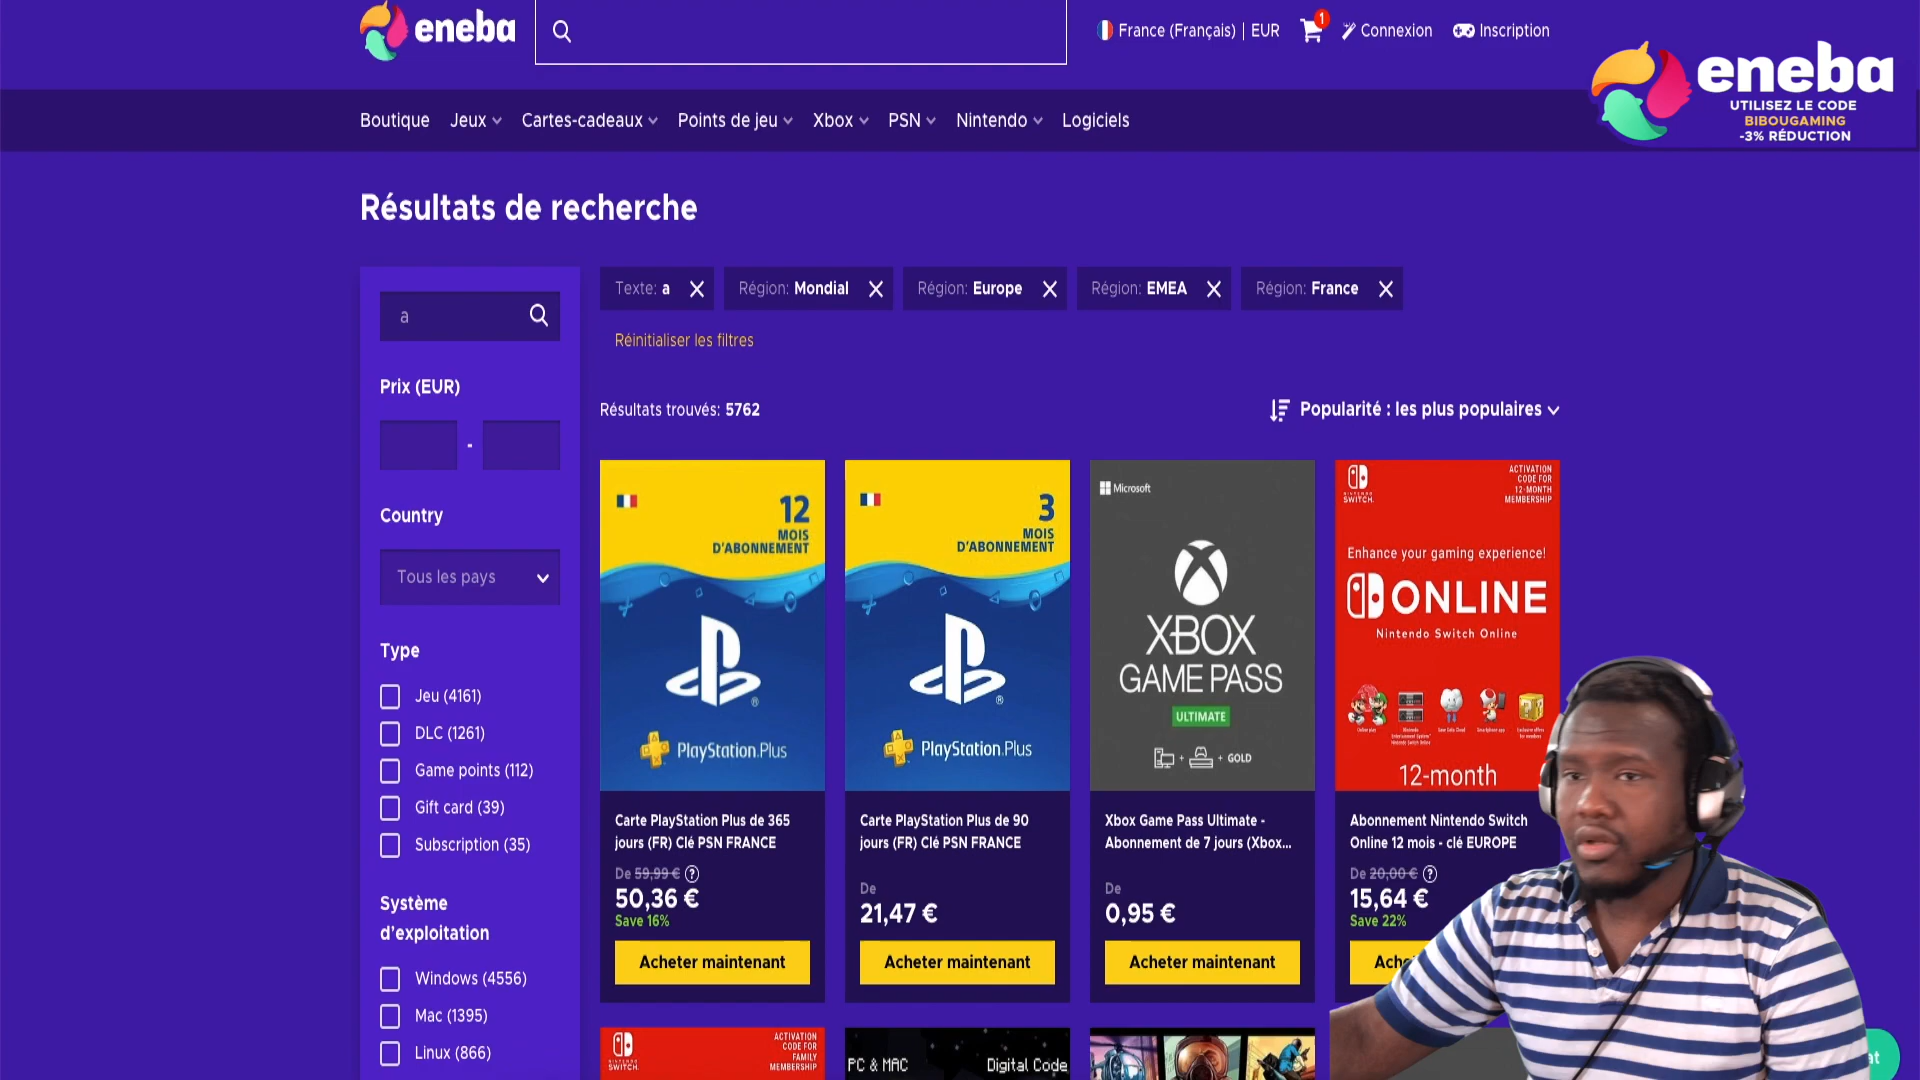 eneba
France (Français) | EUR
1
Connexion
Inscription
eneba
UTILISEZ LE CODE
BIBOUGAMING
-3% RÉDUCTION
Boutique
Jeux
Cartes-cadeaux
Points de jeu
Xbox
PSN
Nintendo
Logiciels
Résultats de recherche
a
Texte: a
Région: Mondial
Région: Europe
Région: EMEA
Région: France
Réinitialiser les filtres
Prix (EUR)
-
Résultats trouvés: 5762
Popularité : les plus populaires
Country
Tous les pays
Type
Jeu (4161)
DLC (1261)
Game points (112)
Gift card (39)
Subscription (35)
Système
d'exploitation
Windows (4556)
Mac (1395)
Linux (866)
12
MOIS
D'ABONNEMENT
PlayStation.Plus
Carte PlayStation Plus de 365
jours (FR) Clé PSN FRANCE
De 59,99 €
50,36 €
Save 16%
Acheter maintenant
3
MOIS
D'ABONNEMENT
PlayStation.Plus
Carte PlayStation Plus de 90
jours (FR) Clé PSN FRANCE
De
21,47 €
Acheter maintenant
Microsoft
XBOX
GAME PASS
ULTIMATE
+ + GOLD
Xbox Game Pass Ultimate -
Abonnement de 7 jours (Xbox...
De
0,95 €
Acheter maintenant
NINTENDO
SWITCH.
ACTIVATION
CODE FOR
12-MONTH
MEMBERSHIP
Enhance your gaming experience!
ONLINE
Nintendo Switch Online
12-month
Abonnement Nintendo Switch
Online 12 mois - clé EUROPE
De 20,00 €
15,64 €
Save 22%
NINTENDO
SWITCH.
ACTIVATION
CODE FOR
FAMILY
MEMBERSHIP
PC & MAC
Digital Code